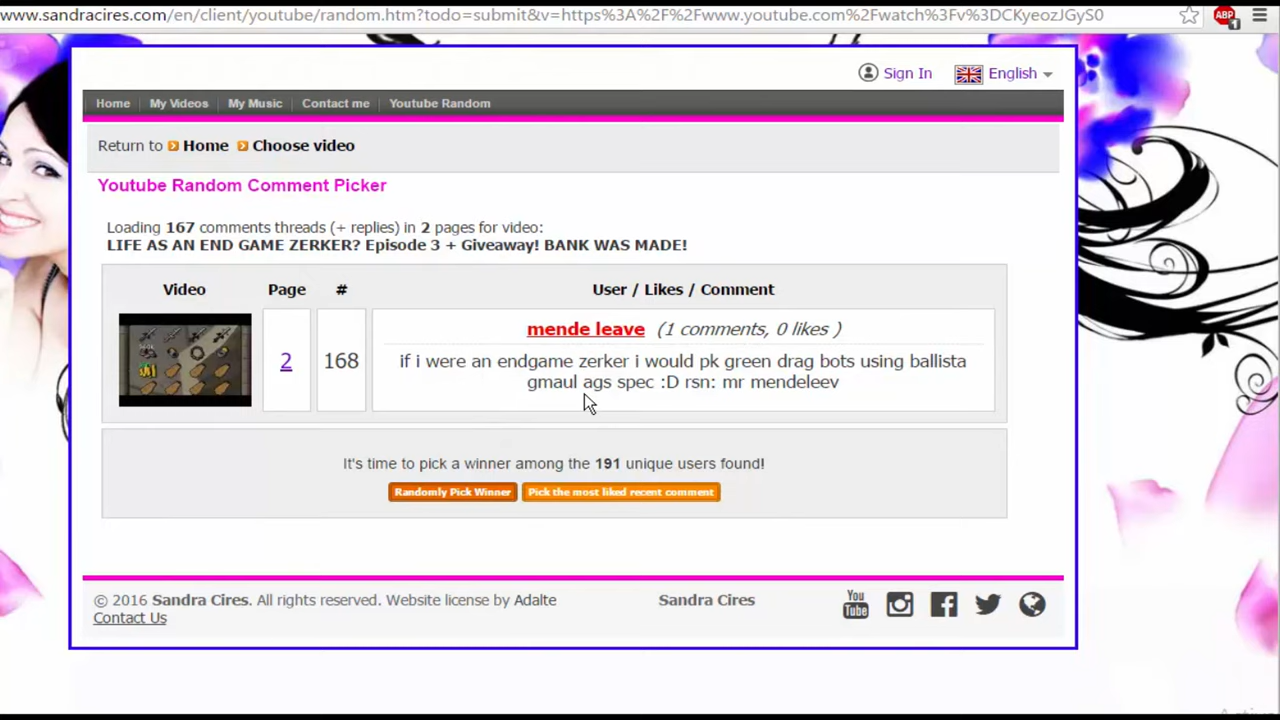 www.sandracires.com/en/client/youtube/random.htm?todo=submit&v=https%3A%2F%2Fwww.youtube.com%2Fwatch%3Fv%3DCKyeozJGyS0
ABP
1
Sign In English
Home My Videos My Music Contact me Youtube Random
Return to Home Choose video
Youtube Random Comment Picker
Loading 167 comments threads (+ replies) in 2 pages for video:
LIFE AS AN END GAME ZERKER? Episode 3 + Giveaway! BANK WAS MADE!
Video Page # User / Likes / Comment
mende leave (1 comments, 0 likes )
2 168 if i were an endgame zerker i would pk green drag bots using ballista
gmaul ags spec :D rsn: mr mendeleev
It's time to pick a winner among the 191 unique users found!
Randomly Pick Winner Pick the most liked recent comment
© 2016 Sandra Cires. All rights reserved. Website license by Adalte Sandra Cires You Tube
Contact Us